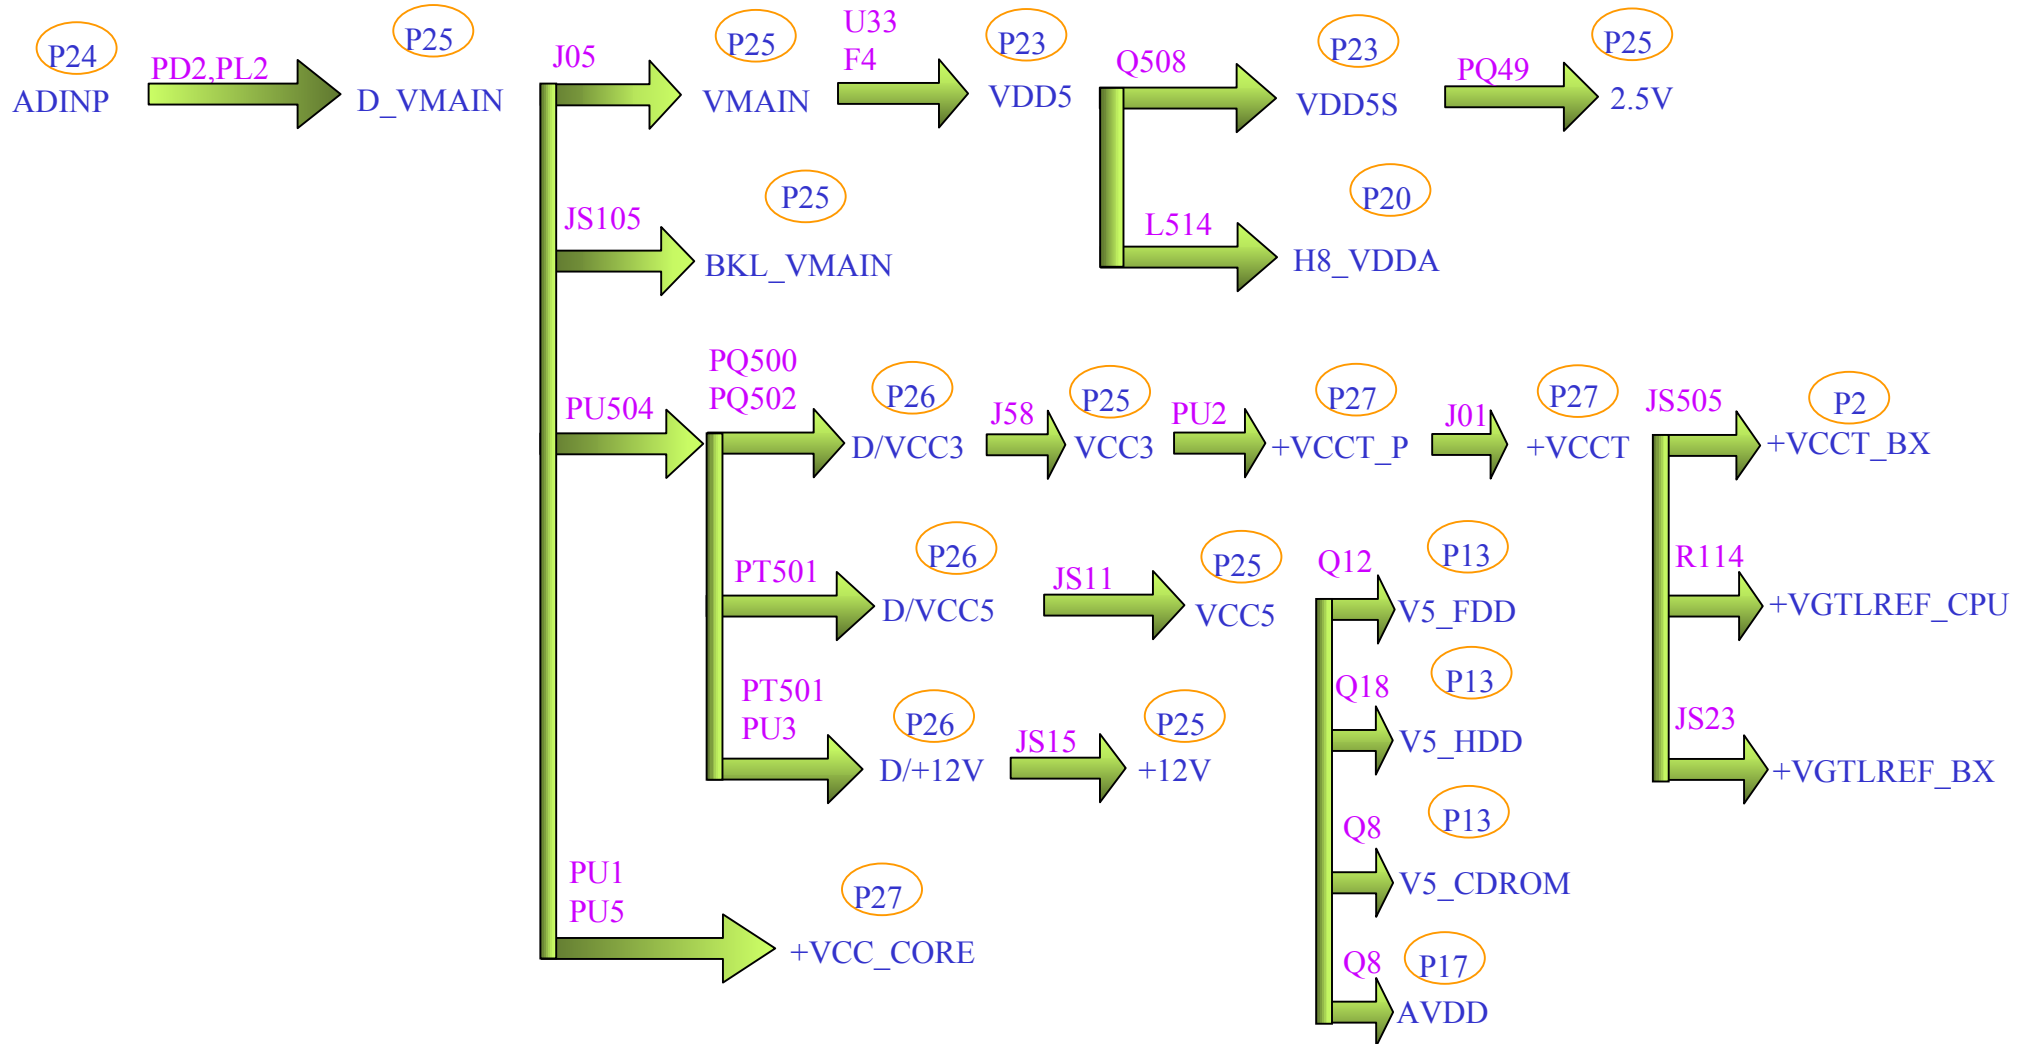 P24
P25
J05
P25
U33
F4
P23
Q508
P23
PQ49
P25
PD2,PL2
ADINP
D_VMAIN
VMAIN
VDD5
VDD5S
2.5V
JS105
P25
BKL_VMAIN
L514
P20
H8_VDDA
PU504
PQ500
PQ502
P26
D/VCC3
J58
P25
VCC3
PU2
P27
+VCCT_P
J01
P27
+VCCT
JS505
P2
+VCCT_BX
PT501
P26
D/VCC5
JS11
P25
VCC5
Q12
P13
V5_FDD
R114
+VGTLREF_CPU
PT501
PU3
P26
D/+12V
JS15
P25
+12V
Q18
P13
V5_HDD
JS23
+VGTLREF_BX
Q8
P13
V5_CDROM
PU1
PU5
P27
+VCC_CORE
Q8
P17
AVDD